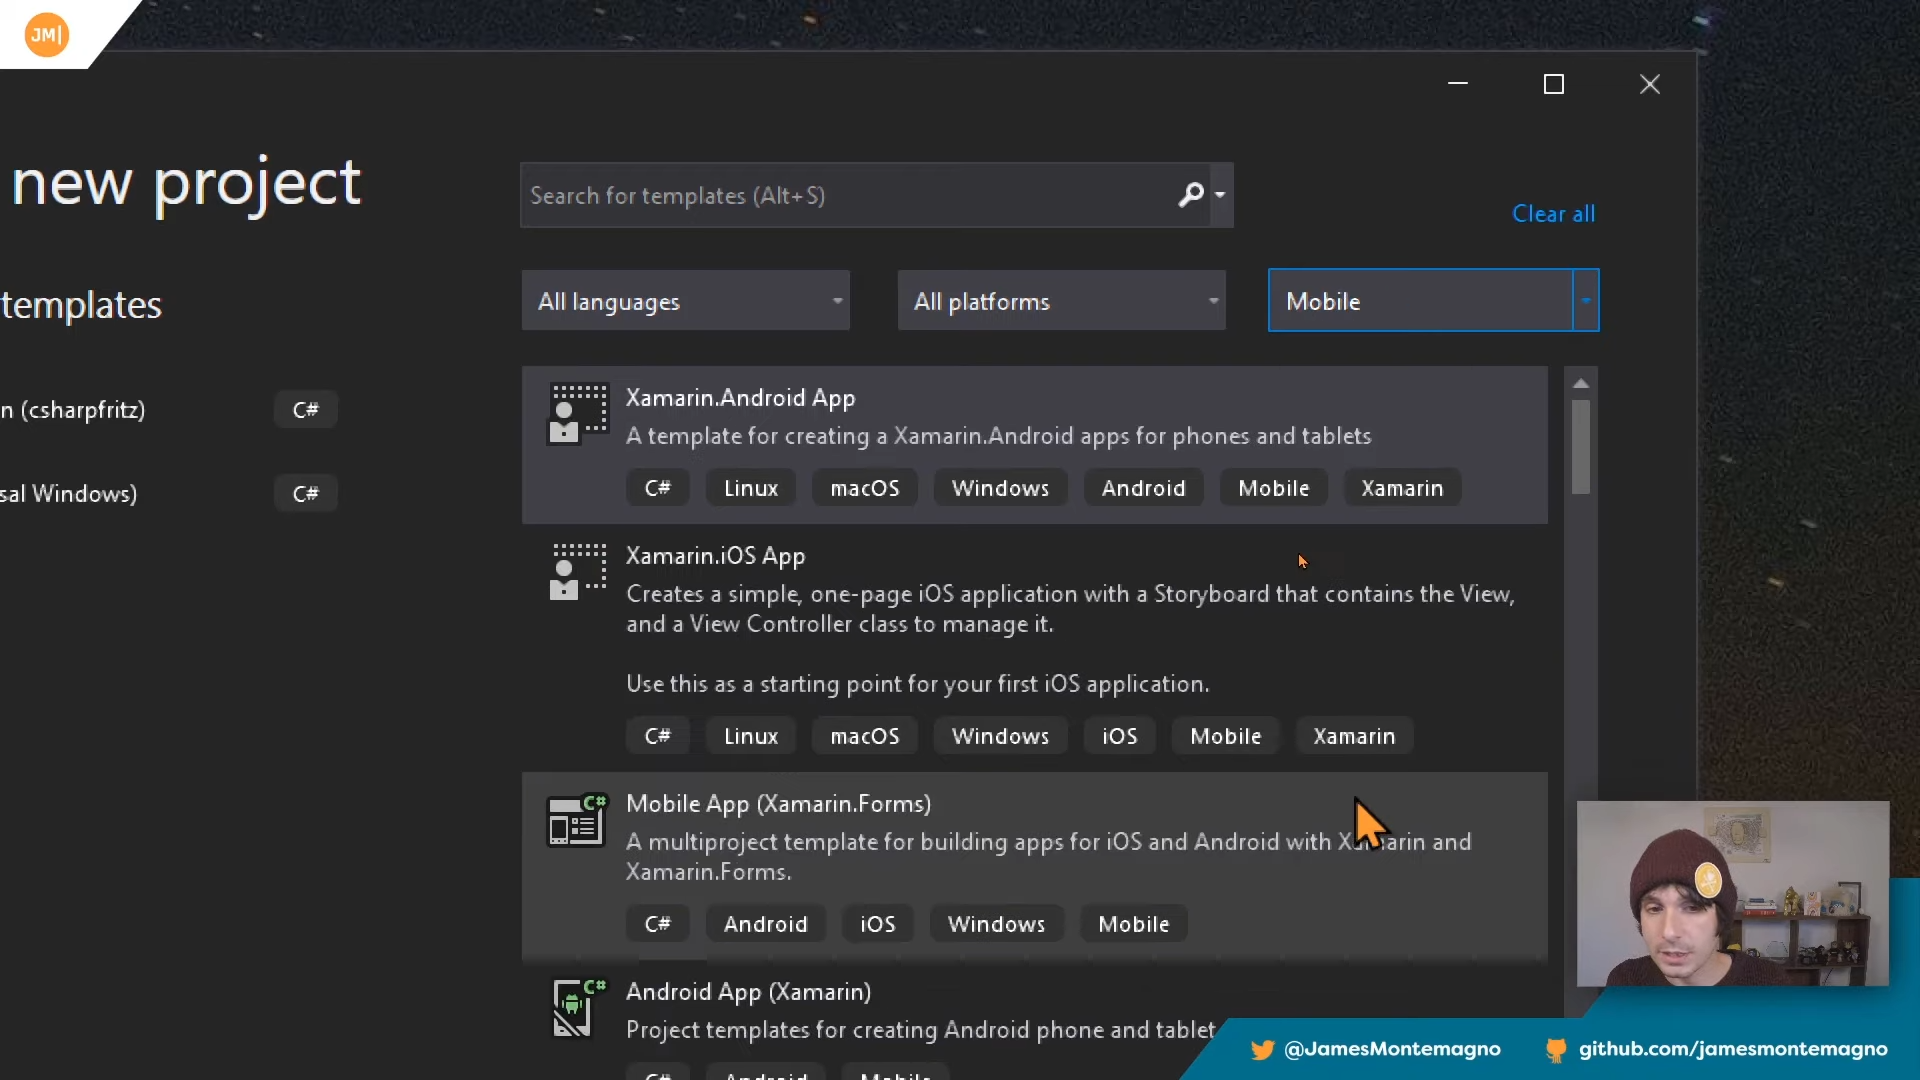 JM|
new project
Search for templates (Alt+S)
Clear all
templates
All languages
All platforms
Mobile
n (csharpfritz)
C#
sal Windows)
C#
Xamarin.Android App
A template for creating a Xamarin.Android apps for phones and tablets
C# Linux macOS Windows Android Mobile Xamarin
Xamarin.iOS App
Creates a simple, one-page iOS application with a Storyboard that contains the View,
and a View Controller class to manage it.
Use this as a starting point for your first iOS application.
C# Linux macOS Windows iOS Mobile Xamarin
C#
Mobile App (Xamarin.Forms)
A multiproject template for building apps for iOS and Android with Xamarin and
Xamarin.Forms.
C# Android iOS Windows Mobile
C#
Android App (Xamarin)
Project templates for creating Android phone and tablet
C# Android Mobile
@JamesMontemagno
github.com/jamesmontemagno